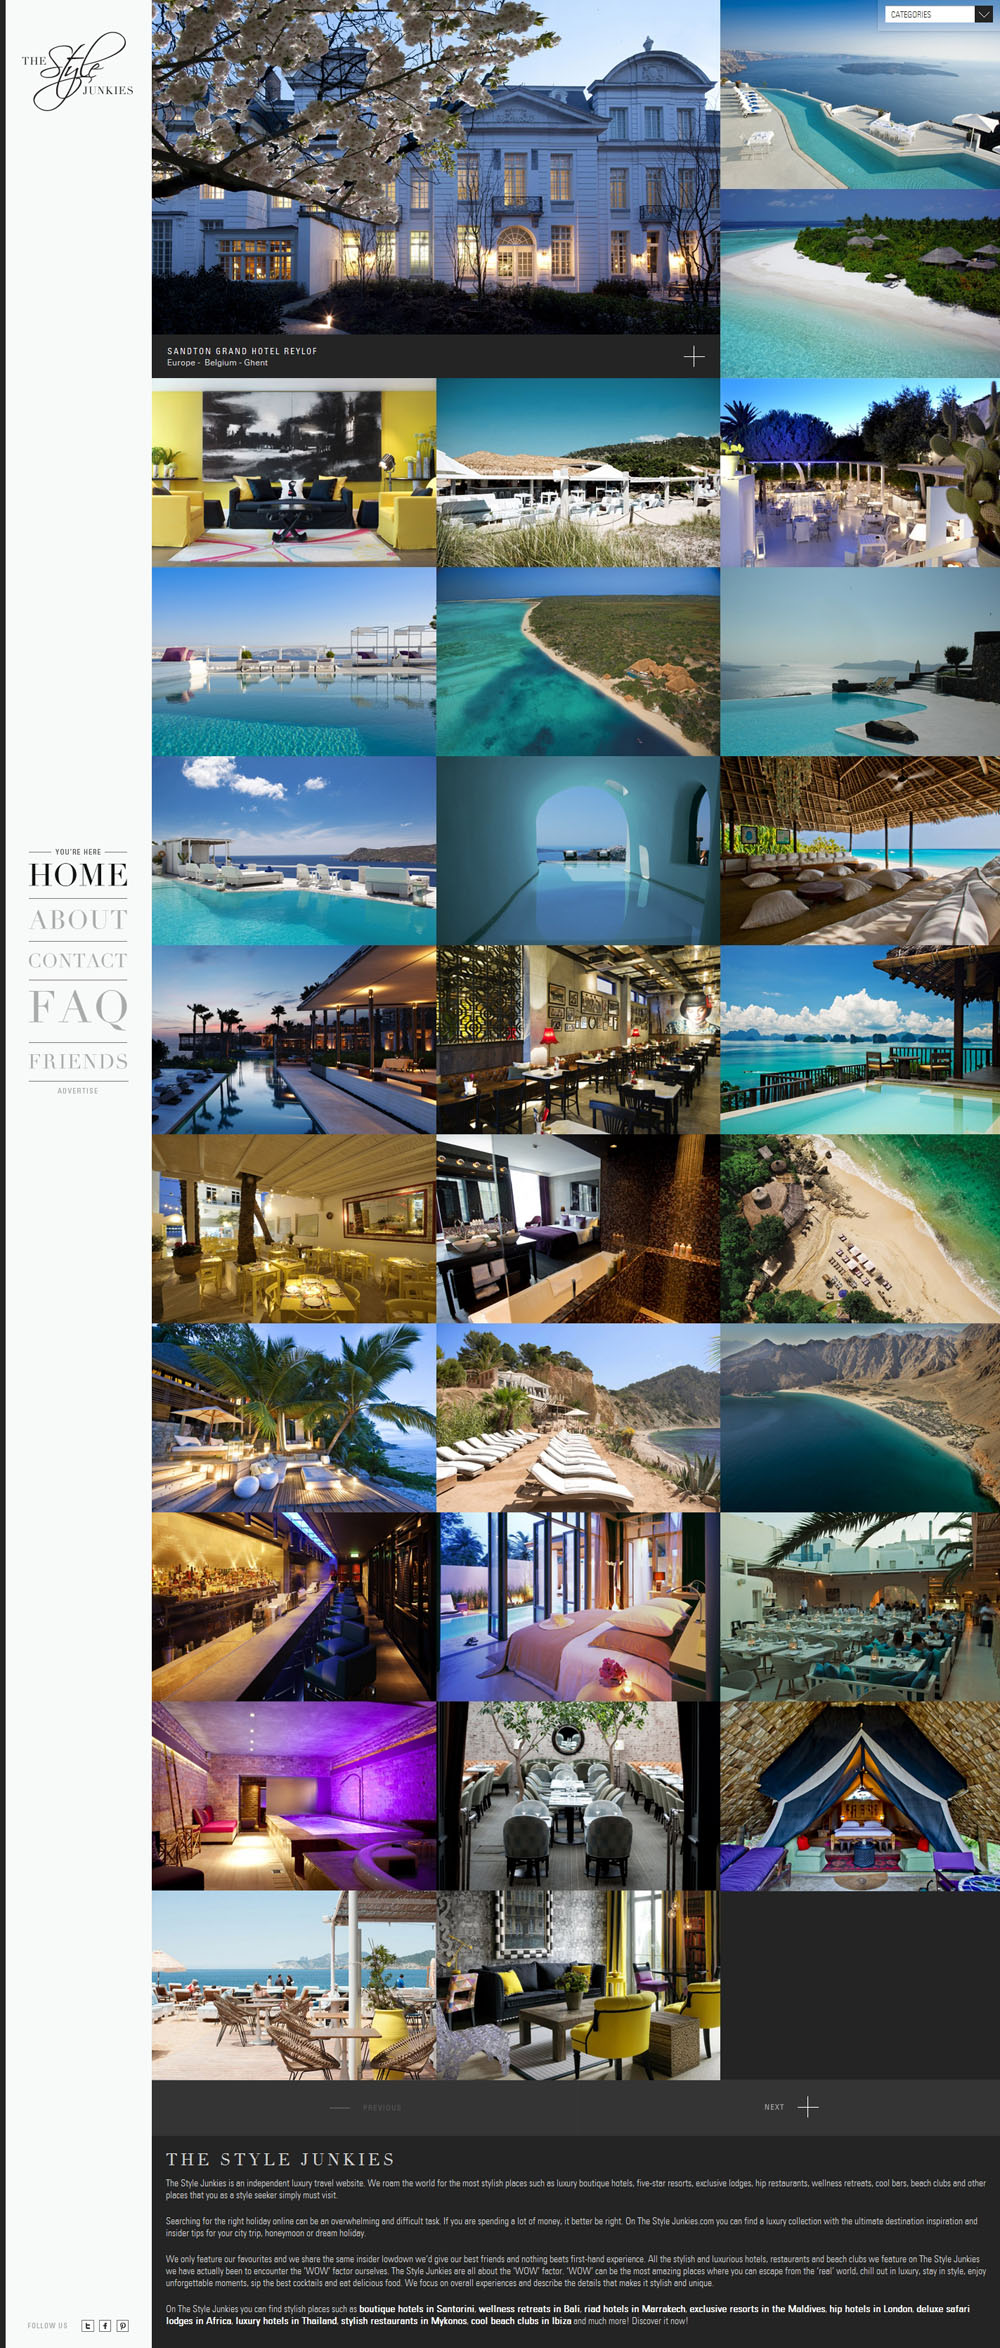 THE Style JUNKIES
CATEGORIES
SANDTON GRAND HOTEL REYLOF
Europe - Belgium - Ghent
YOU'RE HERE
HOME
ABOUT
CONTACT
FAQ
FRIENDS
ADVERTISE
PREVIOUS
NEXT
THE STYLE JUNKIES
The Style Junkies is an independent luxury travel website. We roam the world for the most stylish places such as luxury boutique hotels, five-star resorts, exclusive lodges, hip restaurants, wellness retreats, cool bars, beach clubs and other
places that you as a style seeker simply must visit.
Searching for the right holiday online can be an overwhelming and difficult task. If you are spending a lot of money, it better be right. On The Style Junkies.com you can find a luxury collection with the ultimate destination inspiration and
insider tips for your city trip, honeymoon or dream holiday.
We only feature our favourites and we share the same insider lowdown we'd give our best friends and nothing beats first-hand experience. All the stylish and luxurious hotels, restaurants and beach clubs we feature on The Style Junkies
we have actually been to encounter the 'WOW' factor ourselves. The Style Junkies are all about the 'WOW' factor. 'WOW' can be the most amazing places where you can escape from the 'real' world, chill out in luxury, stay in style, enjoy
unforgettable moments, sip the best cocktails and eat delicious food. We focus on overall experiences and describe the details that makes it stylish and unique.
On The Style Junkies you can find stylish places such as boutique hotels in Santorini, wellness retreats in Bali, riad hotels in Marrakech, exclusive resorts in the Maldives, hip hotels in London, deluxe safari
lodges in Africa, luxury hotels in Thailand, stylish restaurants in Mykonos, cool beach clubs in Ibiza and much more! Discover it now!
FOLLOW US